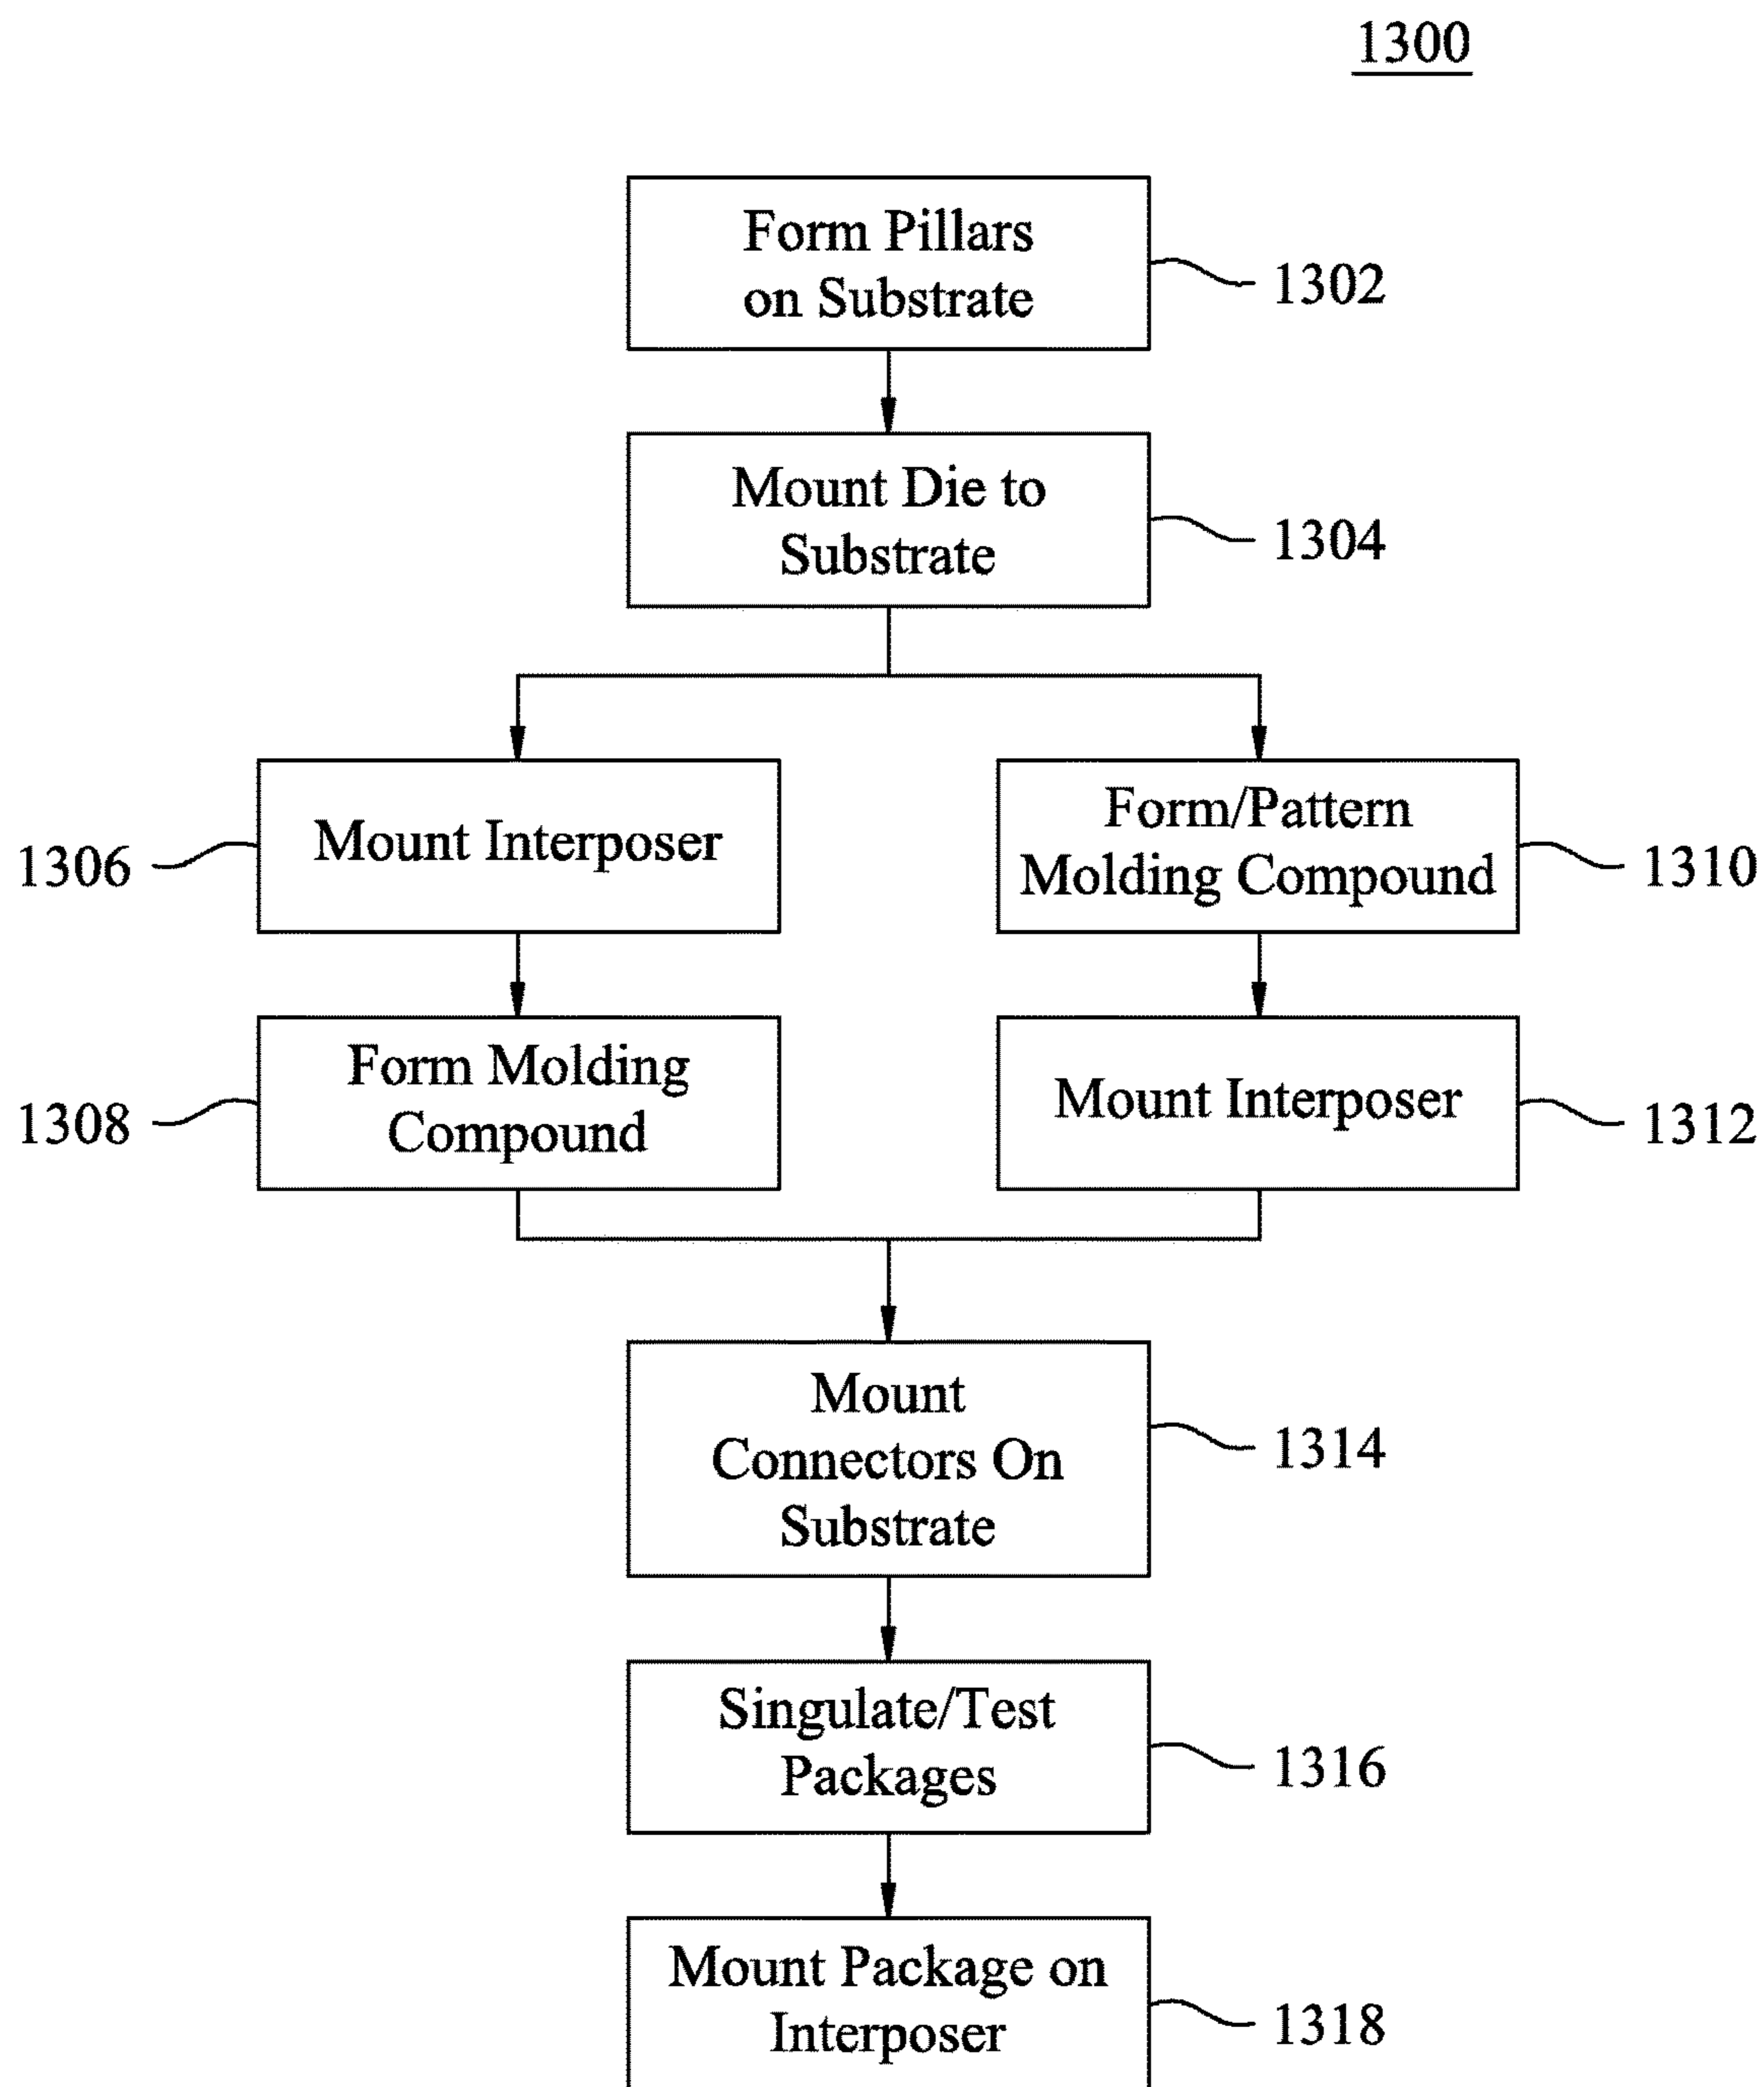 1300
Form Pillars
on Substrate
1302
Mount Die to
Substrate
1304
Mount Interposer
1306
Form Molding
Compound
1308
Form/Pattern
Molding Compound
1310
Mount Interposer
1312
Mount
Connectors On
Substrate
1314
Singulate/Test
Packages
1316
Mount Package on
Interposer
1318